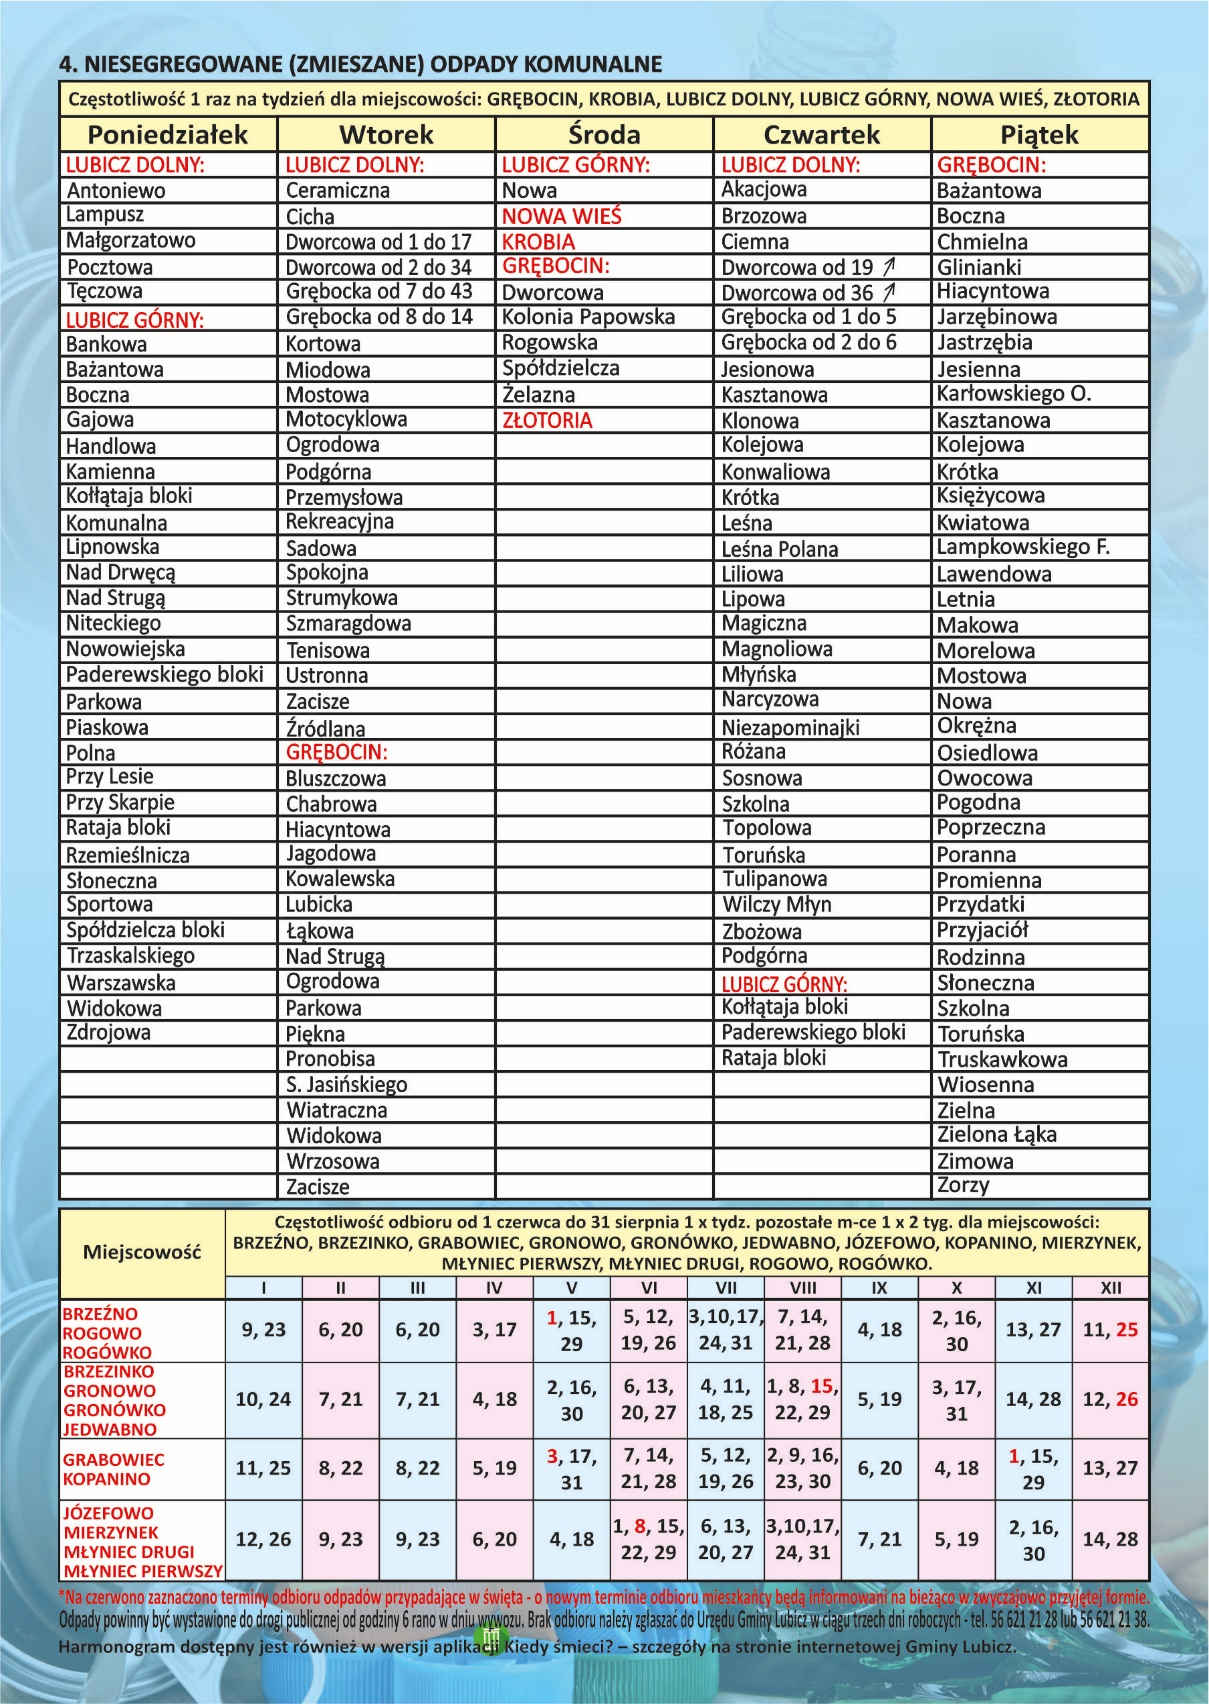 4. NIESEGREGOWANE (ZMIESZANE) ODPADY KOMUNALNE
Częstotliwość 1 raz na tydzień dla miejscowości: GRĘBOCIN, KROBIA, LUBICZ DOLNY, LUBICZ GÓRNY, NOWA WIEŚ, ZŁOTORIA
Poniedziałek Wtorek Środa Czwartek Piątek
LUBICZ DOLNY: LUBICZ DOLNY: LUBICZ GÓRNY: LUBICZ DOLNY: GRĘBOCIN:
Antoniewo Ceramiczna Nowa Akacjowa Bażantowa
Lampusz Cicha NOWA WIEŚ Brzozowa Boczna
Małgorzatowo Dworcowa od 1 do 17 KROBIA Ciemna Chmielna
Pocztowa Dworcowa od 2 do 34 GRĘBOCIN: Dworcowa od 19 ↗ Glinianki
Tęczowa Grębocka od 7 do 43 Dworcowa Dworcowa od 36 ↗ Hiacyntowa
LUBICZ GÓRNY: Grębocka od 8 do 14 Kolonia Papowska Grębocka od 1 do 5 Jarzębinowa
Bankowa Kortowa Rogowska Grębocka od 2 do 6 Jastrzębia
Bażantowa Miodowa Spółdzielcza Jesionowa Jesienna
Boczna Mostowa Żelazna Kasztanowa Karłowskiego O.
Gajowa Motocyklowa ZŁOTORIA Klonowa Kasztanowa
Handlowa Ogrodowa Kolejowa Kolejowa
Kamienna Podgórna Konwaliowa Krótka
Kołłątaja bloki Przemysłowa Krótka Księżycowa
Komunalna Rekreacyjna Leśna Kwiatowa
Lipnowska Sadowa Leśna Polana Lampkowskiego F.
Nad Drwęcą Spokojna Liliowa Lawendowa
Nad Strugą Strumykowa Lipowa Letnia
Niteckiego Szmaragdowa Magiczna Makowa
Nowowiejska Tenisowa Magnoliowa Morelowa
Paderewskiego bloki Ustronna Młyńska Mostowa
Parkowa Zacisze Narcyzowa Nowa
Piaskowa Źródlana Niezapominajki Okrężna
Polna GRĘBOCIN: Różana Osiedlowa
Przy Lesie Bluszczowa Sosnowa Owocowa
Przy Skarpie Chabrowa Szkolna Pogodna
Rataja bloki Hiacyntowa Topolowa Poprzeczna
Rzemieślnicza Jagodowa Toruńska Poranna
Słoneczna Kowalewska Tulipanowa Promienna
Sportowa Lubicka Wilczy Młyn Przydatki
Spółdzielcza bloki Łąkowa Zbożowa Przyjaciół
Trzaskalskiego Nad Strugą Podgórna Rodzinna
Warszawska Ogrodowa LUBICZ GÓRNY: Słoneczna
Widokowa Parkowa Kołłątaja bloki Szkolna
Zdrojowa Piękna Paderewskiego bloki Toruńska
Pronobisa Rataja bloki Truskawkowa
S. Jasińskiego Wiosenna
Wiatraczna Zielna
Widokowa Zielona Łąka
Wrzosowa Zimowa
Zacisze Zorzy
Miejscowość
Częstotliwość odbioru od 1 czerwca do 31 sierpnia 1 x tydz. pozostałe m-ce 1 x 2 tyg. dla miejscowości:
BRZEŹNO, BRZEZINKO, GRABOWIEC, GRONOWO, GRONÓWKO, JEDWABNO, JÓZEFOWO, KOPANINO, MIERZYNEK,
MŁYNIEC PIERWSZY, MŁYNIEC DRUGI, ROGOWO, ROGÓWKO.
I II III IV V VI VII VIII IX X XI XII
BRZEŹNO
ROGOWO
ROGÓWKO
9, 23 6, 20 6, 20 3, 17 1, 15, 29 5, 12, 19, 26 3,10,17, 24, 31 7, 14, 21, 28 4, 18 2, 16, 30 13, 27 11, 25
BRZEZINKO
GRONOWO
GRONÓWKO
JEDWABNO
10, 24 7, 21 7, 21 4, 18 2, 16, 30 6, 13, 20, 27 4, 11, 18, 25 1, 8, 15, 22, 29 5, 19 3, 17, 31 14, 28 12, 26
GRABOWIEC
KOPANINO
11, 25 8, 22 8, 22 5, 19 3, 17, 31 7, 14, 21, 28 5, 12, 19, 26 2, 9, 16, 23, 30 6, 20 4, 18 1, 15, 29 13, 27
JÓZEFOWO
MIERZYNEK
MŁYNIEC DRUGI
MŁYNIEC PIERWSZY
12, 26 9, 23 9, 23 6, 20 4, 18 1, 8, 15, 22, 29 6, 13, 20, 27 3,10,17, 24, 31 7, 21 5, 19 2, 16, 30 14, 28
*Na czerwono zaznaczono terminy odbioru odpadów przypadające w święta - o nowym terminie odbioru mieszkańcy będą informowani na bieżąco w zwyczajowo przyjętej formie.
Odpady powinny być wystawione do drogi publicznej od godziny 6 rano w dniu wywozu. Brak odbioru należy zgłaszać do Urzędu Gminy Lubicz w ciągu trzech dni roboczych - tel. 56 621 21 28 lub 56 621 21 38.
Harmonogram dostępny jest również w wersji aplikacji Kiedy śmieci? – szczegóły na stronie internetowej Gminy Lubicz.